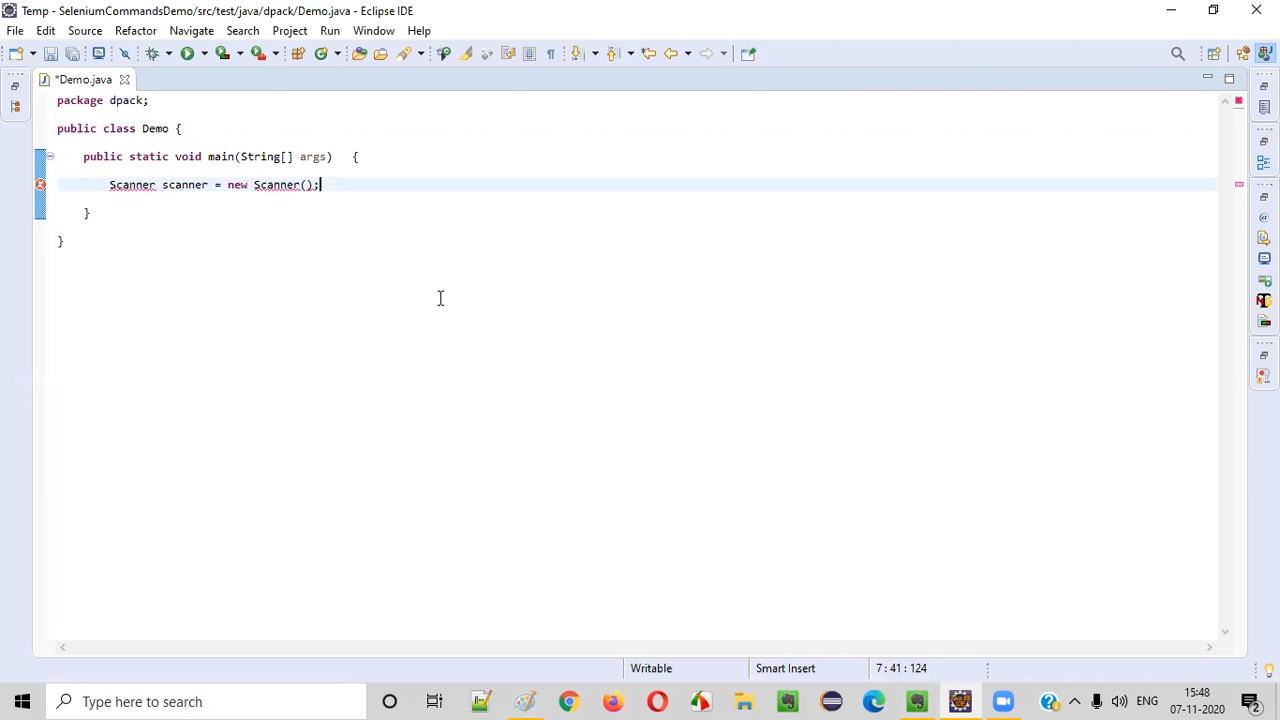 Temp - SeleniumCommandsDemo/src/test/java/dpack/Demo.java - Eclipse IDE
File Edit Source Refactor Navigate Search Project Run Window Help
*Demo.java
package dpack;
public class Demo {
public static void main(String[] args) {
Scanner scanner = new Scanner();
}
}
Writable Smart Insert 7 : 41 : 124
Type here to search
ENG
15:48
07-11-2020
2